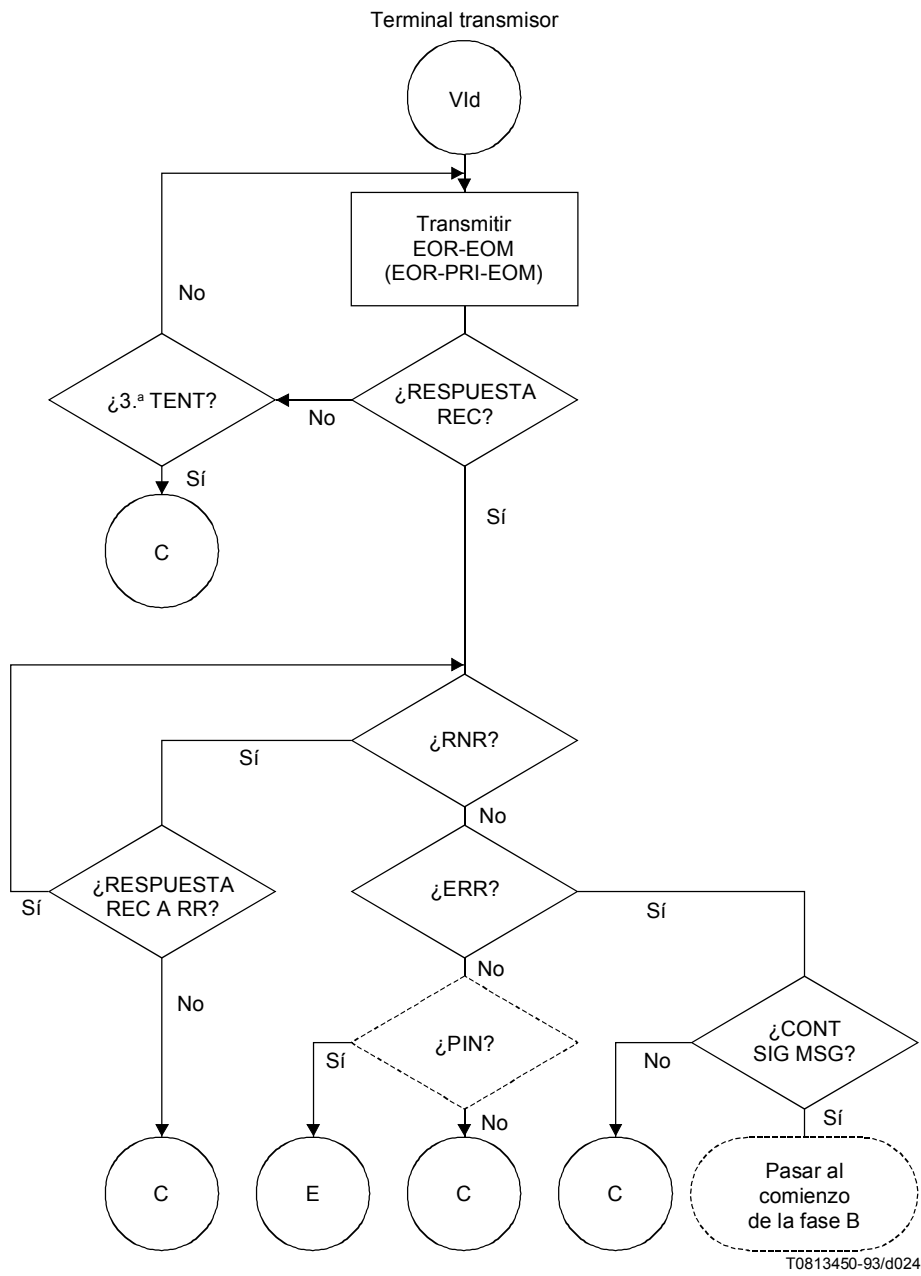 Terminal transmisor
VId
Transmitir
EOR-EOM
(EOR-PRI-EOM)
No
¿3.ª TENT?
No
¿RESPUESTA
REC?
Sí
Sí
C
¿RNR?
Sí
No
¿RESPUESTA
REC A RR?
Sí
¿ERR?
Sí
No
No
¿PIN?
Sí
¿CONT
SIG MSG?
No
No
Sí
C
E
C
C
Pasar al
comienzo
de la fase B
T0813450-93/d024